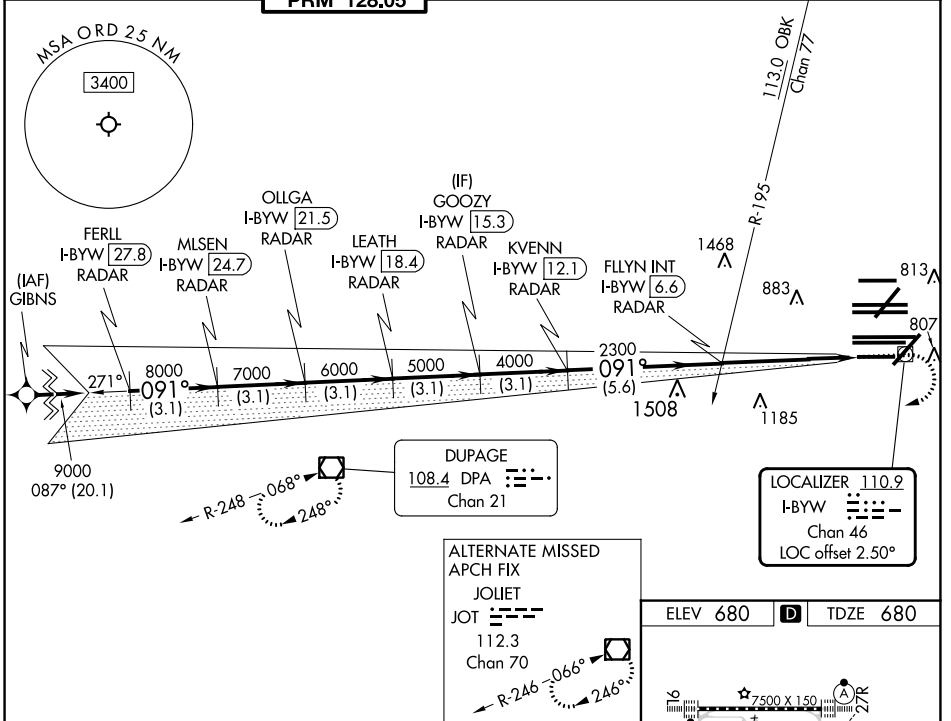 PRM 128.05
MSA ORD 25 NM
3400
113.0 OBK
Chan 77
R-195
(IAF)
GIBNS
FERLL
I-BYW 27.8
RADAR
MLSEN
I-BYW 24.7
RADAR
OLLGA
I-BYW 21.5
RADAR
LEATH
I-BYW 18.4
RADAR
(IF)
GOOZY
I-BYW 15.3
RADAR
KVENN
I-BYW 12.1
RADAR
FLLYN INT
I-BYW 6.6
RADAR
1468
883
813
807
271°
8000
091°
(3.1)
7000
(3.1)
6000
(3.1)
5000
(3.1)
4000
(3.1)
2300
091°
(5.6)
1508
1185
9000
087° (20.1)
R-248
068°
248°
DUPAGE
108.4 DPA
Chan 21
LOCALIZER 110.9
I-BYW
Chan 46
LOC offset 2.50°
ALTERNATE MISSED
APCH FIX
JOLIET
JOT
112.3
Chan 70
R-246
066°
246°
ELEV 680 D TDZE 680
9L
7500 X 150
A
27R